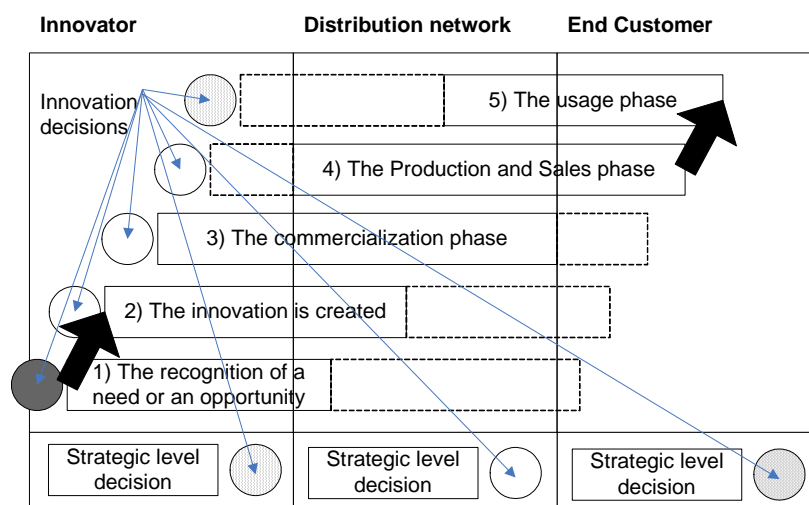 Innovator
Distribution network
End Customer
Innovation
decisions
5) The usage phase
4) The Production and Sales phase
3) The commercialization phase
2) The innovation is created
1) The recognition of a
need or an opportunity
Strategic level
decision
Strategic level
decision
Strategic level
decision